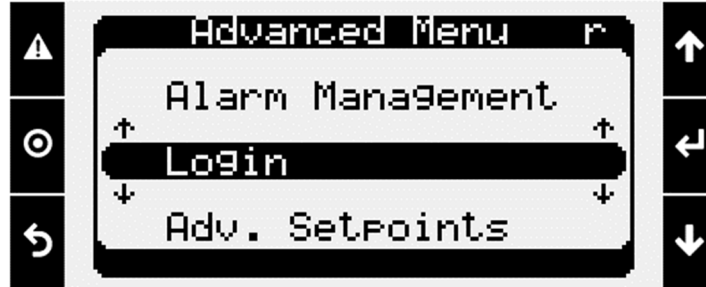 Advanced Menu r
Alarm Management
Login
Adv. Setpoints